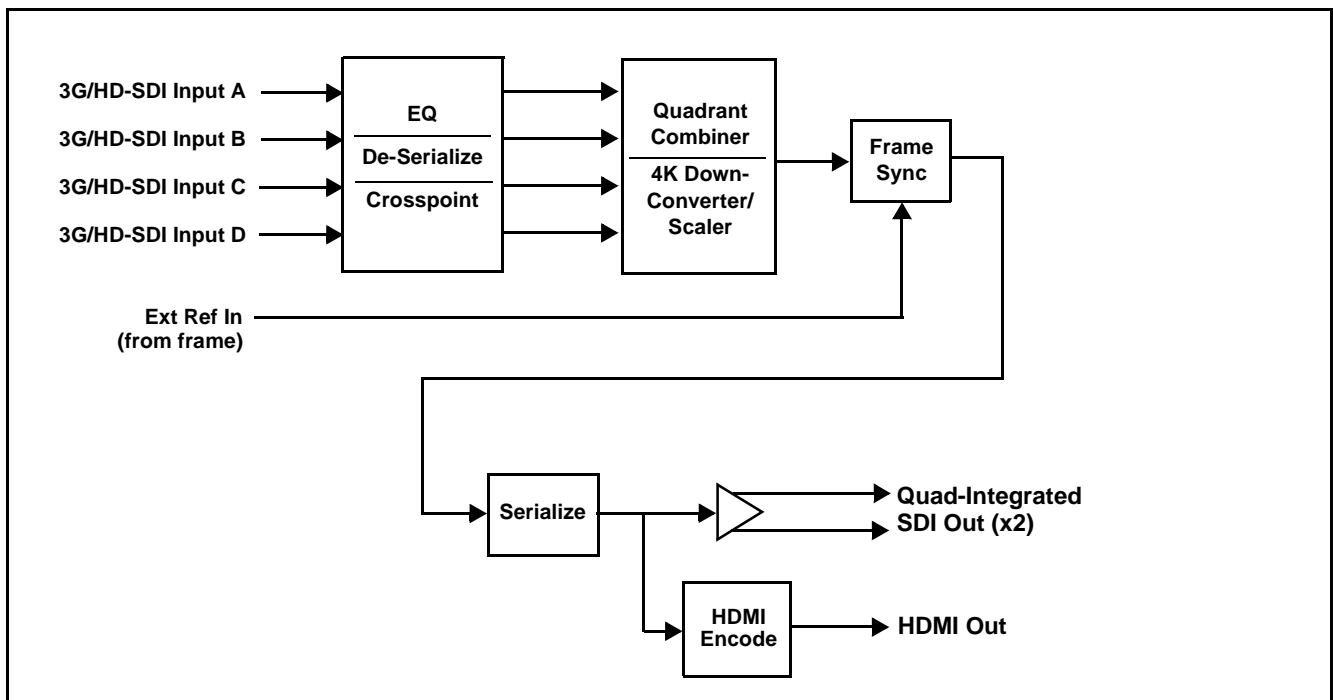 3G/HD-SDI Input A
3G/HD-SDI Input B
3G/HD-SDI Input C
3G/HD-SDI Input D
EQ
De-Serialize
Crosspoint
Quadrant
Combiner
4K Down-
Converter/
Scaler
Frame
Sync
Ext Ref In
(from frame)
Serialize
Quad-Integrated
SDI Out (x2)
HDMI
Encode
HDMI Out